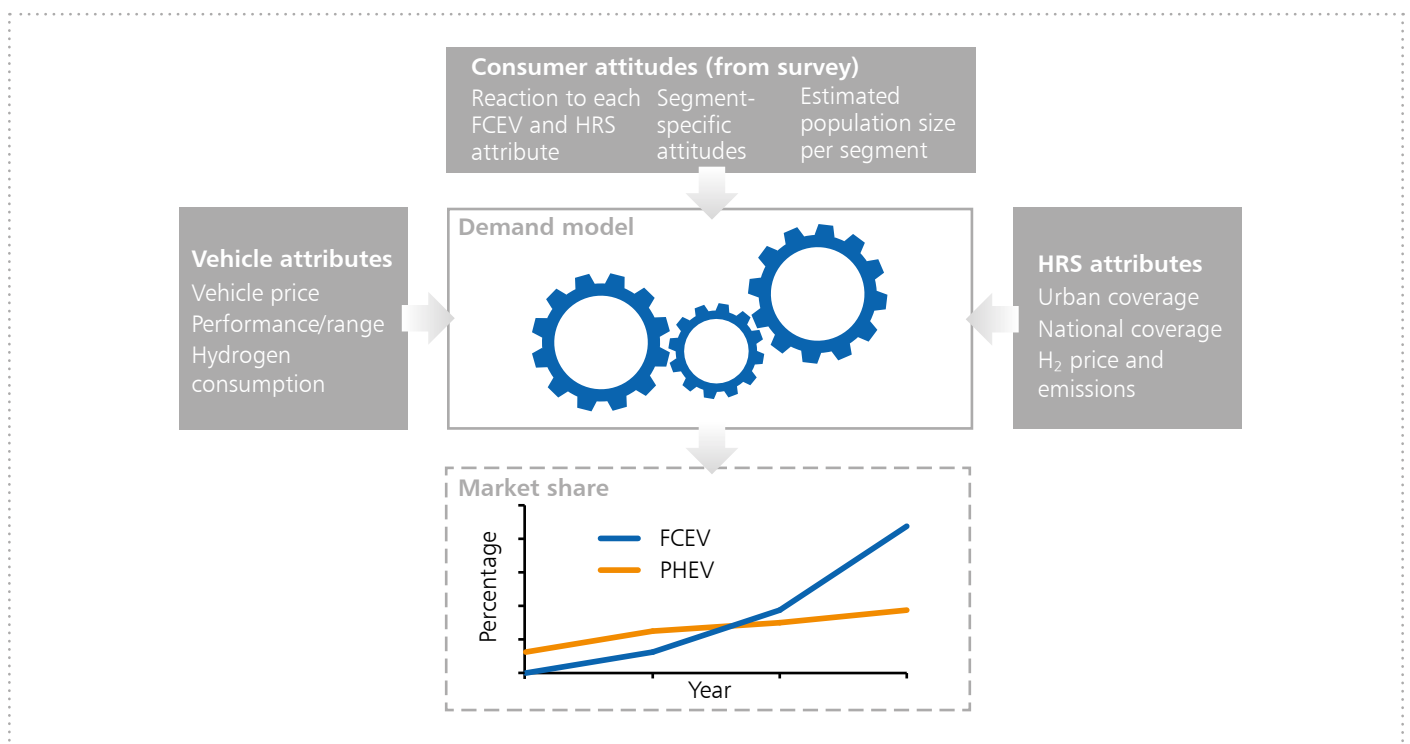 Consumer attitudes (from survey)
Reaction to each
FCEV and HRS
attribute
Segment-
specific
attitudes
Estimated
population size
per segment
Vehicle attributes
Vehicle price
Performance/range
Hydrogen
consumption
Demand model
HRS attributes
Urban coverage
National coverage
H₂ price and
emissions
Market share
Percentage
FCEV
PHEV
Year